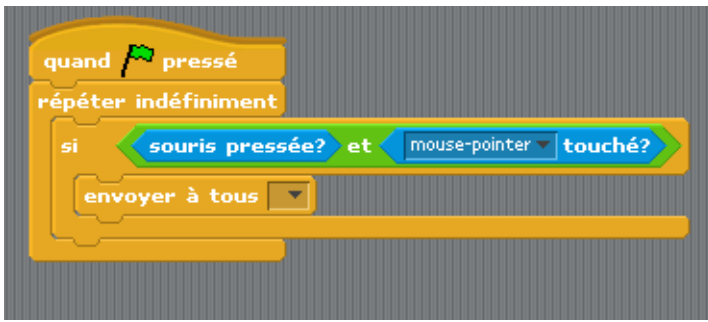 quand pressé
répéter indéfiniment
si souris pressée? et mouse-pointer touché?
envoyer à tous